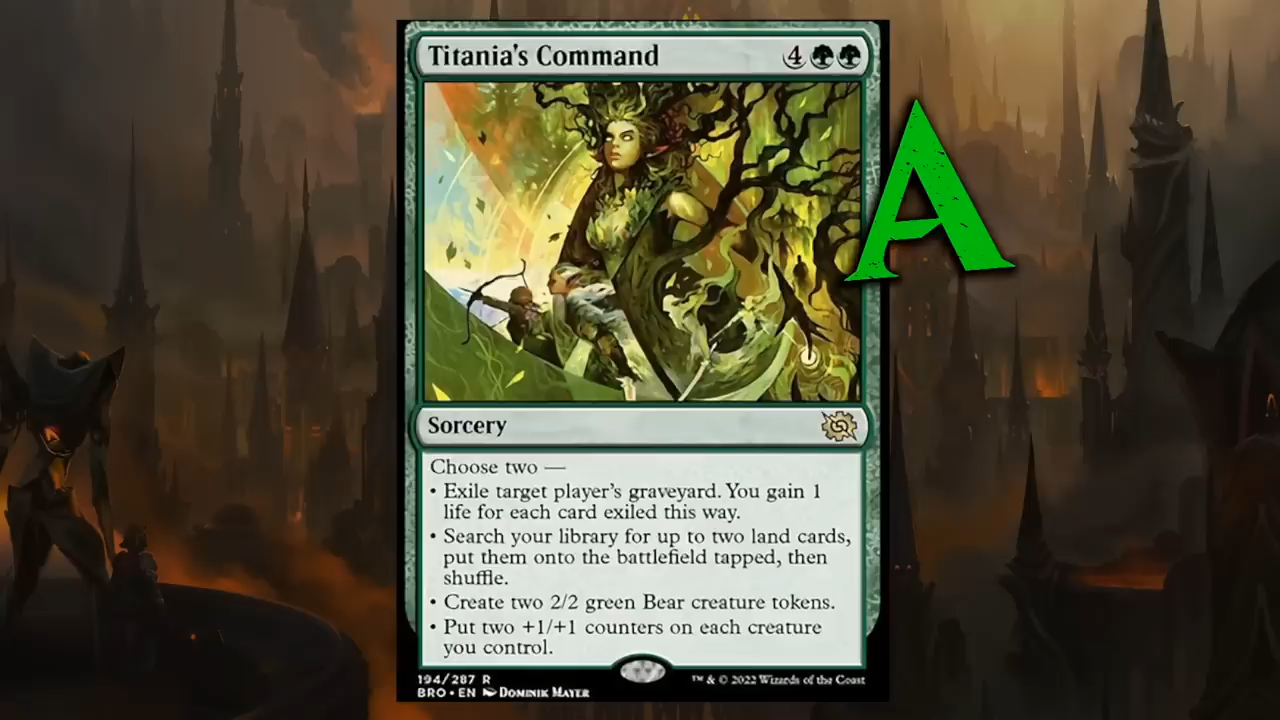 Titania's Command 4
A
Sorcery
Choose two —
• Exile target player's graveyard. You gain 1
life for each card exiled this way.
• Search your library for up to two land cards,
put them onto the battlefield tapped, then
shuffle.
• Create two 2/2 green Bear creature tokens.
• Put two +1/+1 counters on each creature
you control.
194/287 R
BRO • EN Dominik Mayer
™ & © 2022 Wizards of the Coast